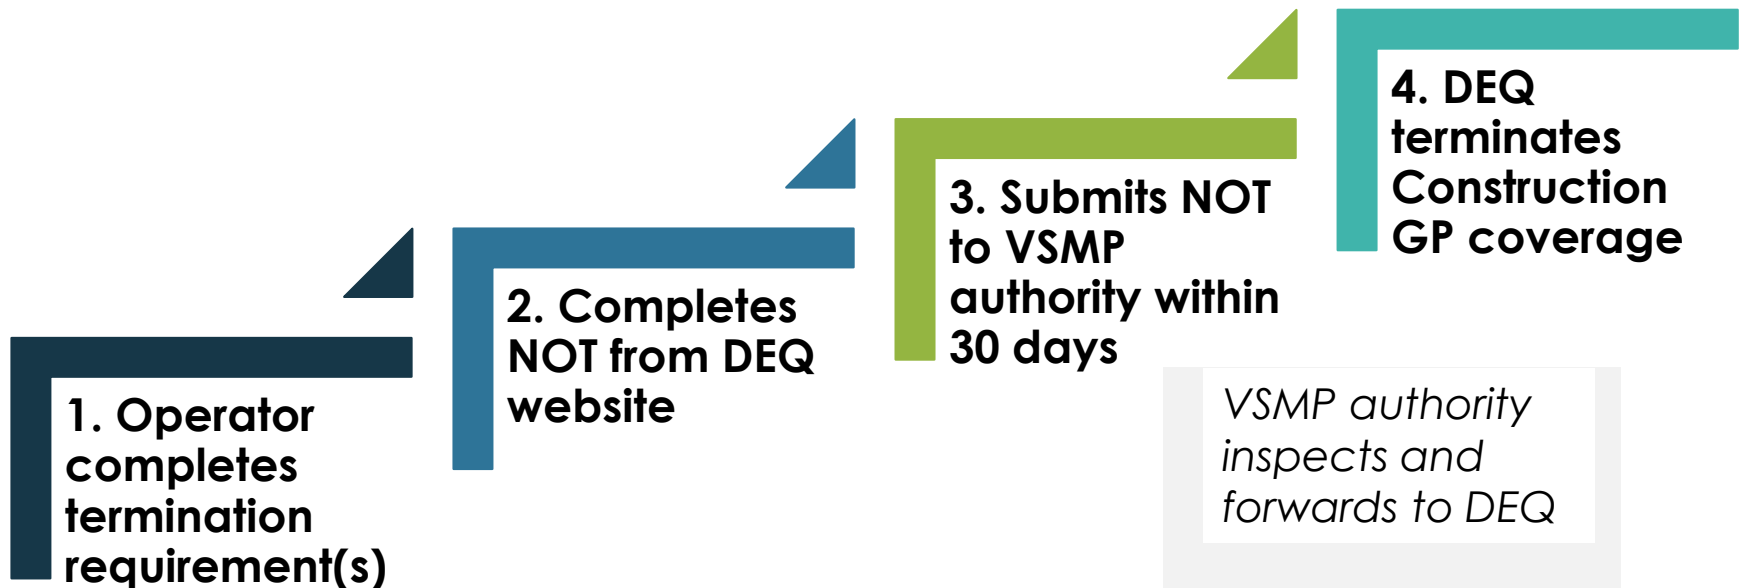 1. Operator
completes
termination
requirement(s)
2. Completes
NOT from DEQ
website
3. Submits NOT
to VSMP
authority within
30 days
VSMP authority
inspects and
forwards to DEQ
4. DEQ
terminates
Construction
GP coverage